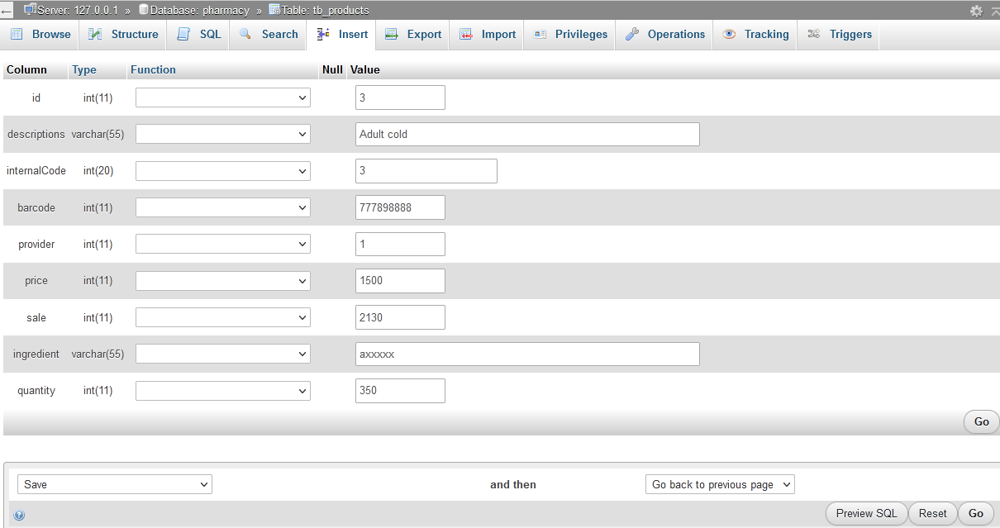 Server: 127.0.0.1 » Database: pharmacy » Table: tb_products
Browse Structure SQL Search Insert Export Import Privileges Operations Tracking Triggers
Column Type Function Null Value
id int(11) 3
descriptions varchar(55) Adult cold
internalCode int(20) 3
barcode int(11) 777898888
provider int(11) 1
price int(11) 1500
sale int(11) 2130
ingredient varchar(55) axxxxx
quantity int(11) 350
Go
Save and then Go back to previous page
Preview SQL Reset Go